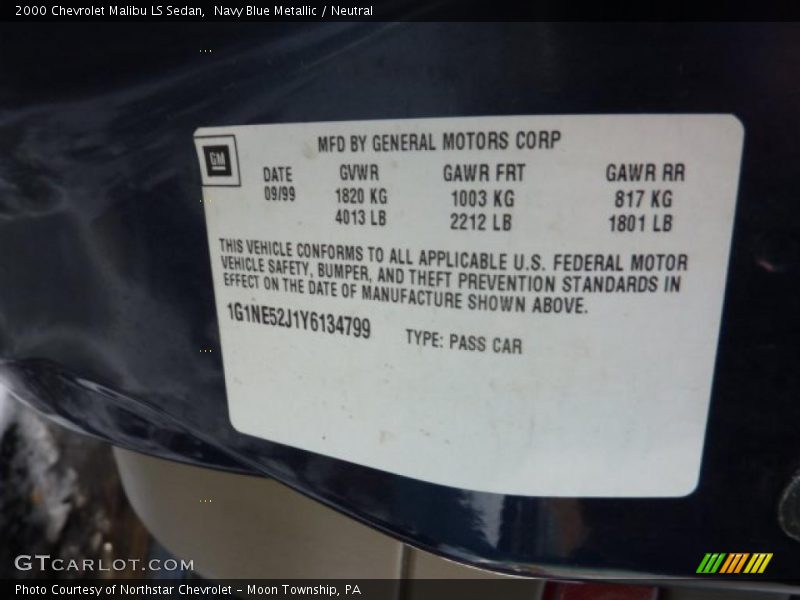 2000 Chevrolet Malibu LS Sedan,  Navy Blue Metallic / Neutral
MFD BY GENERAL MOTORS CORP
GM
DATE GVWR GAWR FRT GAWR RR
09/99 1820 KG 1003 KG 817 KG
4013 LB 2212 LB 1801 LB
THIS VEHICLE CONFORMS TO ALL APPLICABLE U.S. FEDERAL MOTOR
VEHICLE SAFETY, BUMPER, AND THEFT PREVENTION STANDARDS IN
EFFECT ON THE DATE OF MANUFACTURE SHOWN ABOVE.
1G1NE52J1Y6134799 TYPE: PASS CAR
GTCARLOT.COM
Photo Courtesy of Northstar Chevrolet - Moon Township, PA